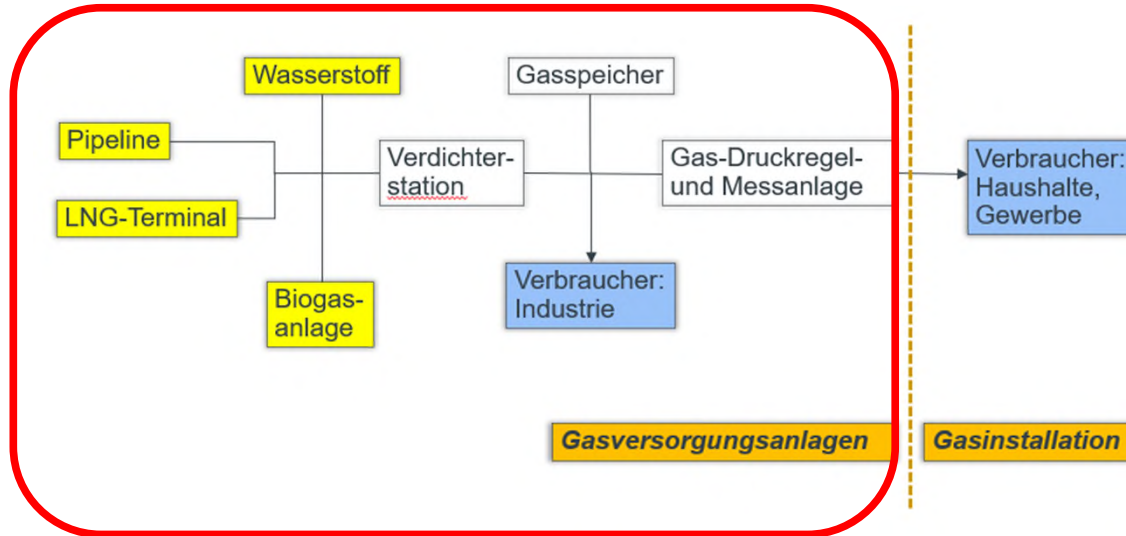 Wasserstoff
Gasspeicher
Pipeline
LNG-Terminal
Verdichter-
station
Gas-Druckregel-
und Messanlage
Verbraucher:
Haushalte,
Gewerbe
Biogas-
anlage
Verbraucher:
Industrie
Gasversorgungsanlagen
Gasinstallation